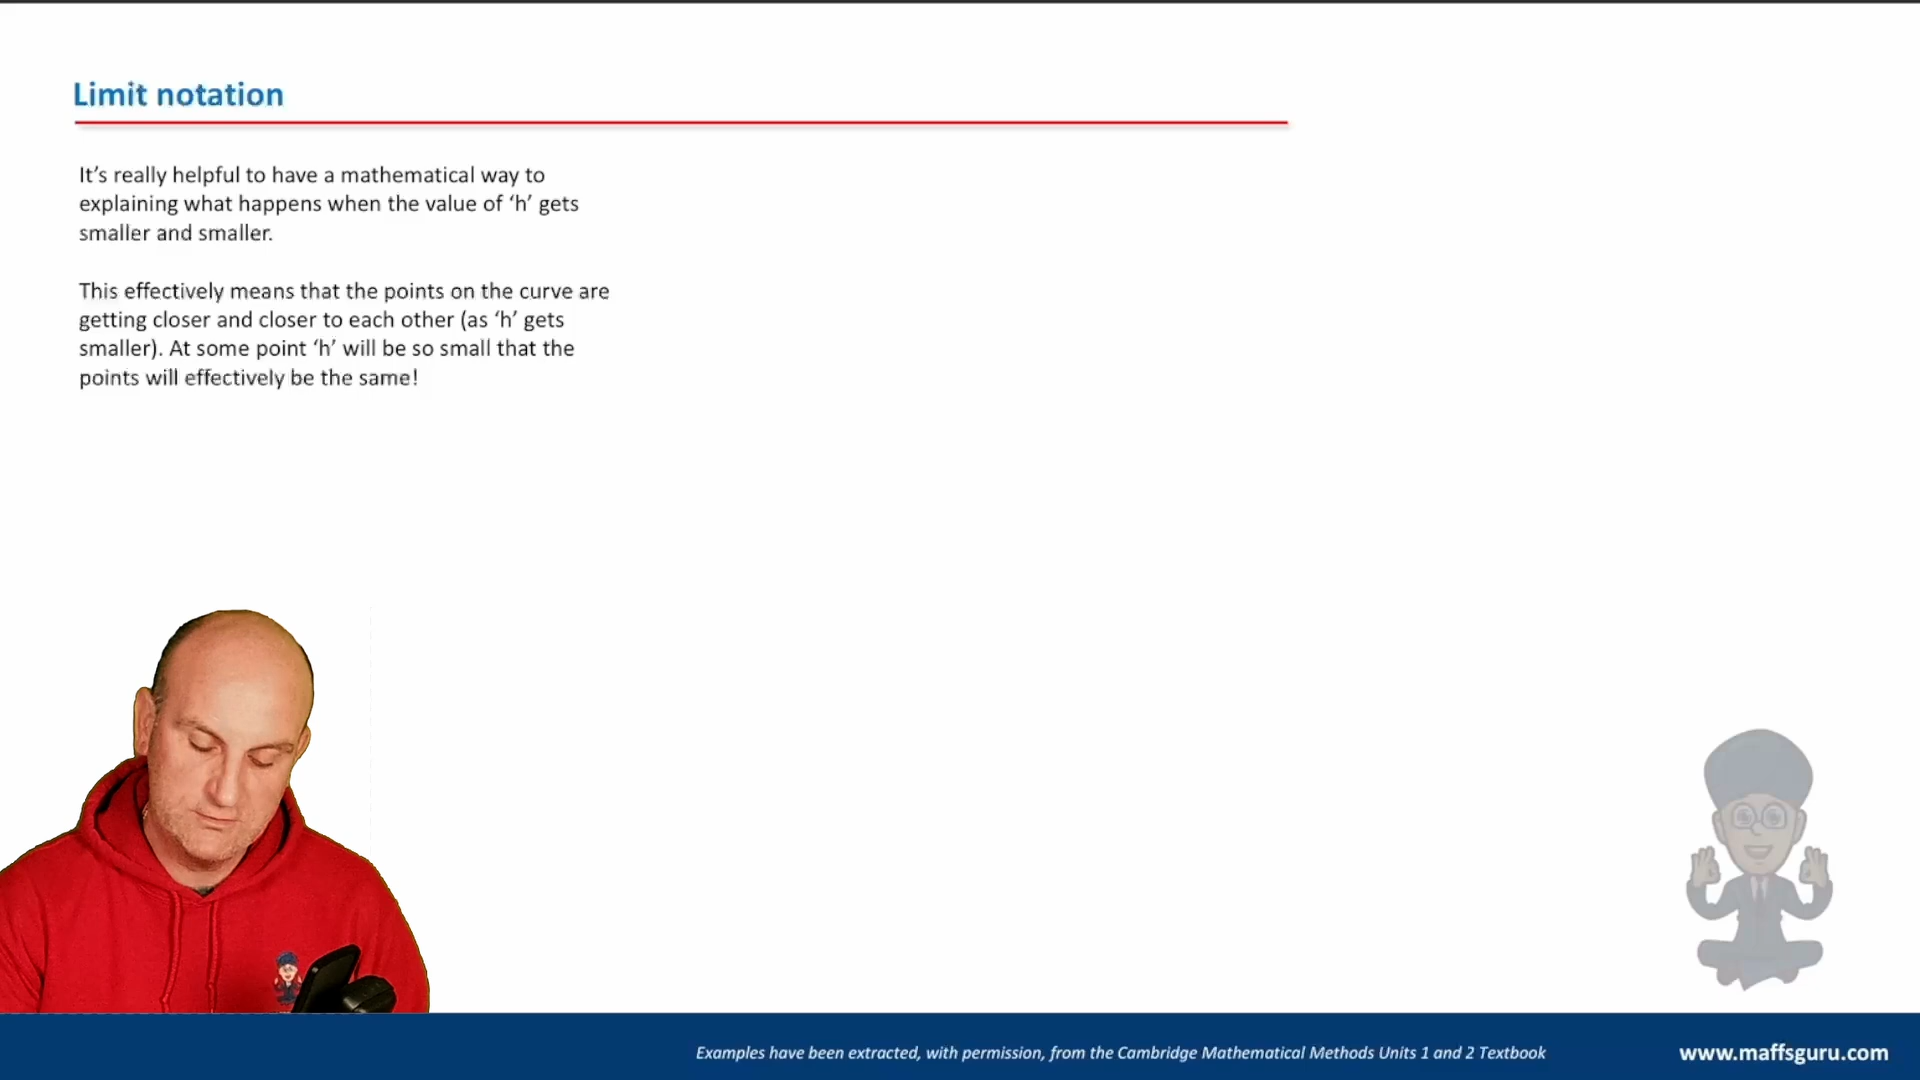 Limit notation
It’s really helpful to have a mathematical way to
explaining what happens when the value of ‘h’ gets
smaller and smaller.
This effectively means that the points on the curve are
getting closer and closer to each other (as ‘h’ gets
smaller). At some point ‘h’ will be so small that the
points will effectively be the same!
Examples have been extracted, with permission, from the Cambridge Mathematical Methods Units 1 and 2 Textbook
www.maffsguru.com